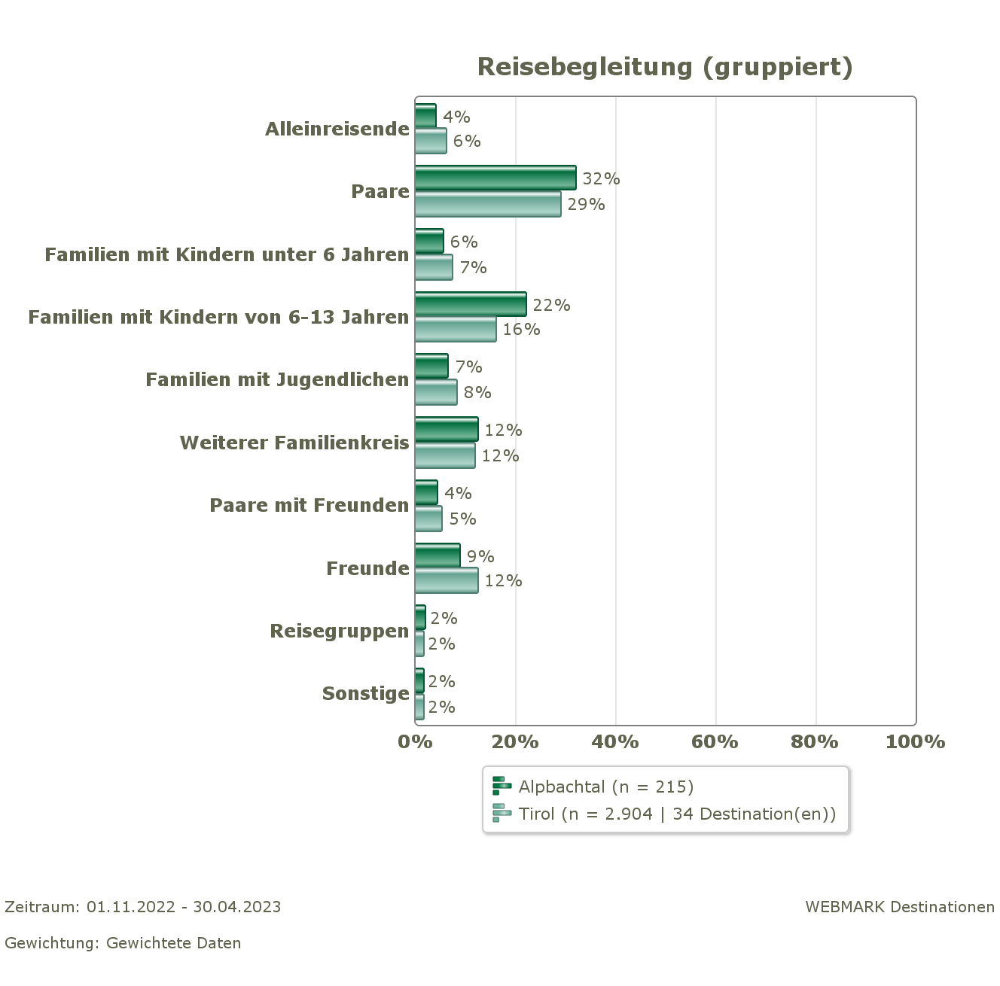 Reisebegleitung (gruppiert)
Alleinreisende
4%
6%
Paare
32%
29%
Familien mit Kindern unter 6 Jahren
6%
7%
Familien mit Kindern von 6-13 Jahren
22%
16%
Familien mit Jugendlichen
7%
8%
Weiterer Familienkreis
12%
12%
Paare mit Freunden
4%
5%
Freunde
9%
12%
Reisegruppen
2%
2%
Sonstige
2%
2%
0% 20% 40% 60% 80% 100%
Alpbachtal (n = 215)
Tirol (n = 2.904 | 34 Destination(en))
Zeitraum: 01.11.2022 - 30.04.2023
WEBMARK Destinationen
Gewichtung: Gewichtete Daten